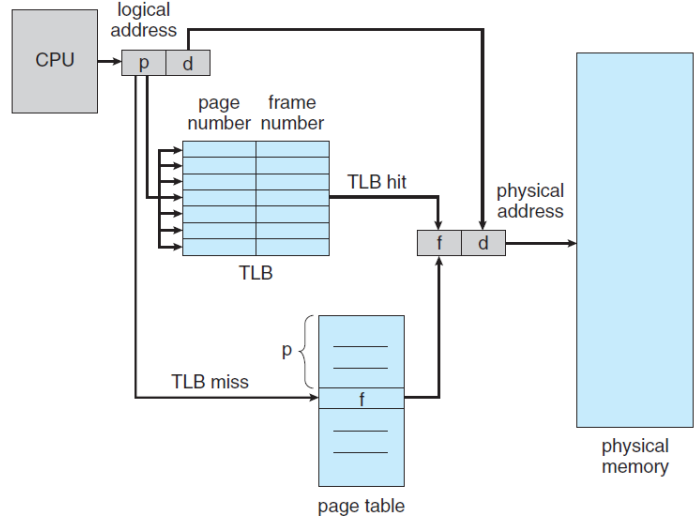 logical
address
CPU
p d
page
number
frame
number
TLB hit
physical
address
f d
TLB
p
TLB miss
f
page table
physical
memory